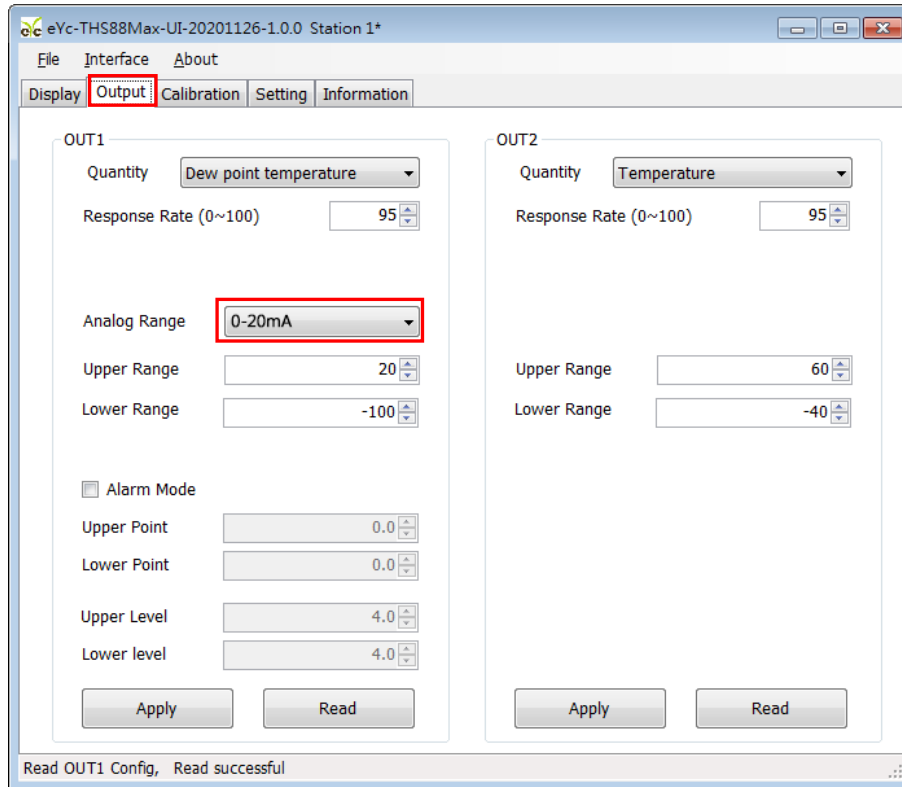 eYc eYc-THS88Max-UI-20201126-1.0.0 Station 1*
File Interface About
Display Output Calibration Setting Information
OUT1
Quantity Dew point temperature
Response Rate (0~100) 95
Analog Range 0-20mA
Upper Range 20
Lower Range -100
Alarm Mode
Upper Point 0.0
Lower Point 0.0
Upper Level 4.0
Lower level 4.0
Apply Read
OUT2
Quantity Temperature
Response Rate (0~100) 95
Upper Range 60
Lower Range -40
Apply Read
Read OUT1 Config, Read successful